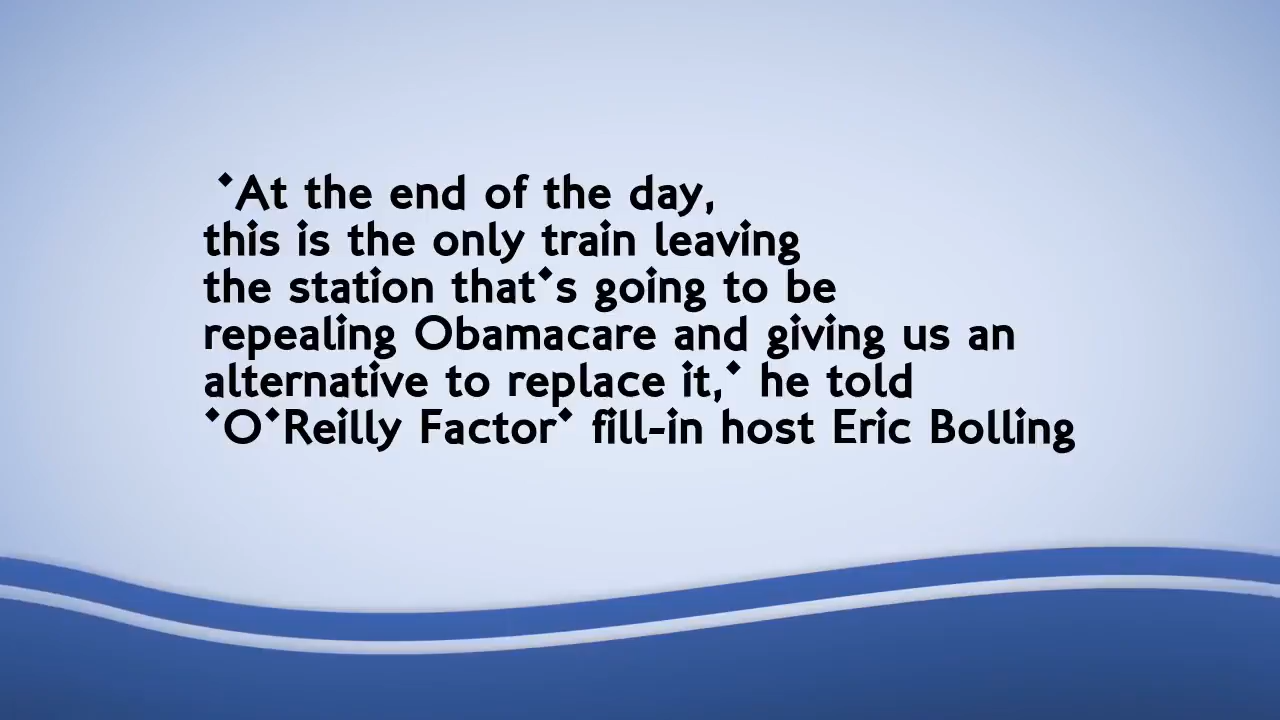 "At the end of the day,
this is the only train leaving
the station that's going to be
repealing Obamacare and giving us an
alternative to replace it," he told
"O'Reilly Factor" fill-in host Eric Bolling